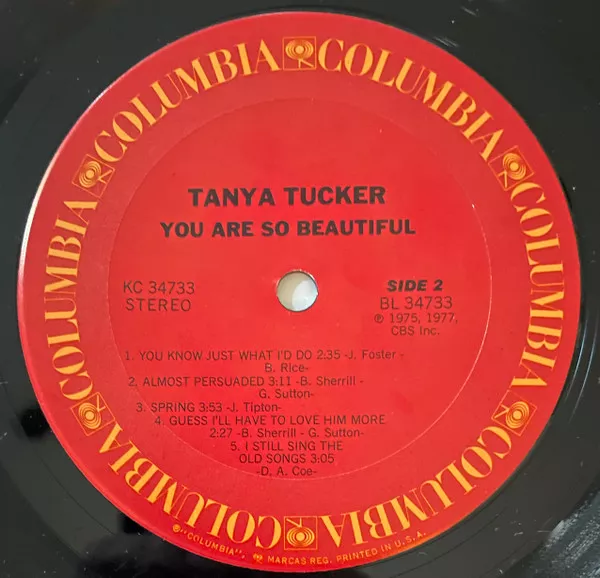 COLUMBIA COLUMBIA COLUMBIA COLUMBIA COLUMBIA COLUMBIA COLUMBIA
TANYA TUCKER
YOU ARE SO BEAUTIFUL
KC 34733
STEREO
SIDE 2
BL 34733
℗ 1975, 1977,
CBS Inc.
1. YOU KNOW JUST WHAT I'D DO 2:35 -J. Foster -
B. Rice-
2. ALMOST PERSUADED 3:11 -B. Sherrill -
G. Sutton-
3. SPRING 3:53 -J. Tipton-
4. GUESS I'LL HAVE TO LOVE HIM MORE
2:27 -B. Sherrill - G. Sutton-
5. I STILL SING THE
OLD SONGS 3:05
-D. A. Coe-
®"COLUMBIA", MARCAS REG. PRINTED IN U.S.A.